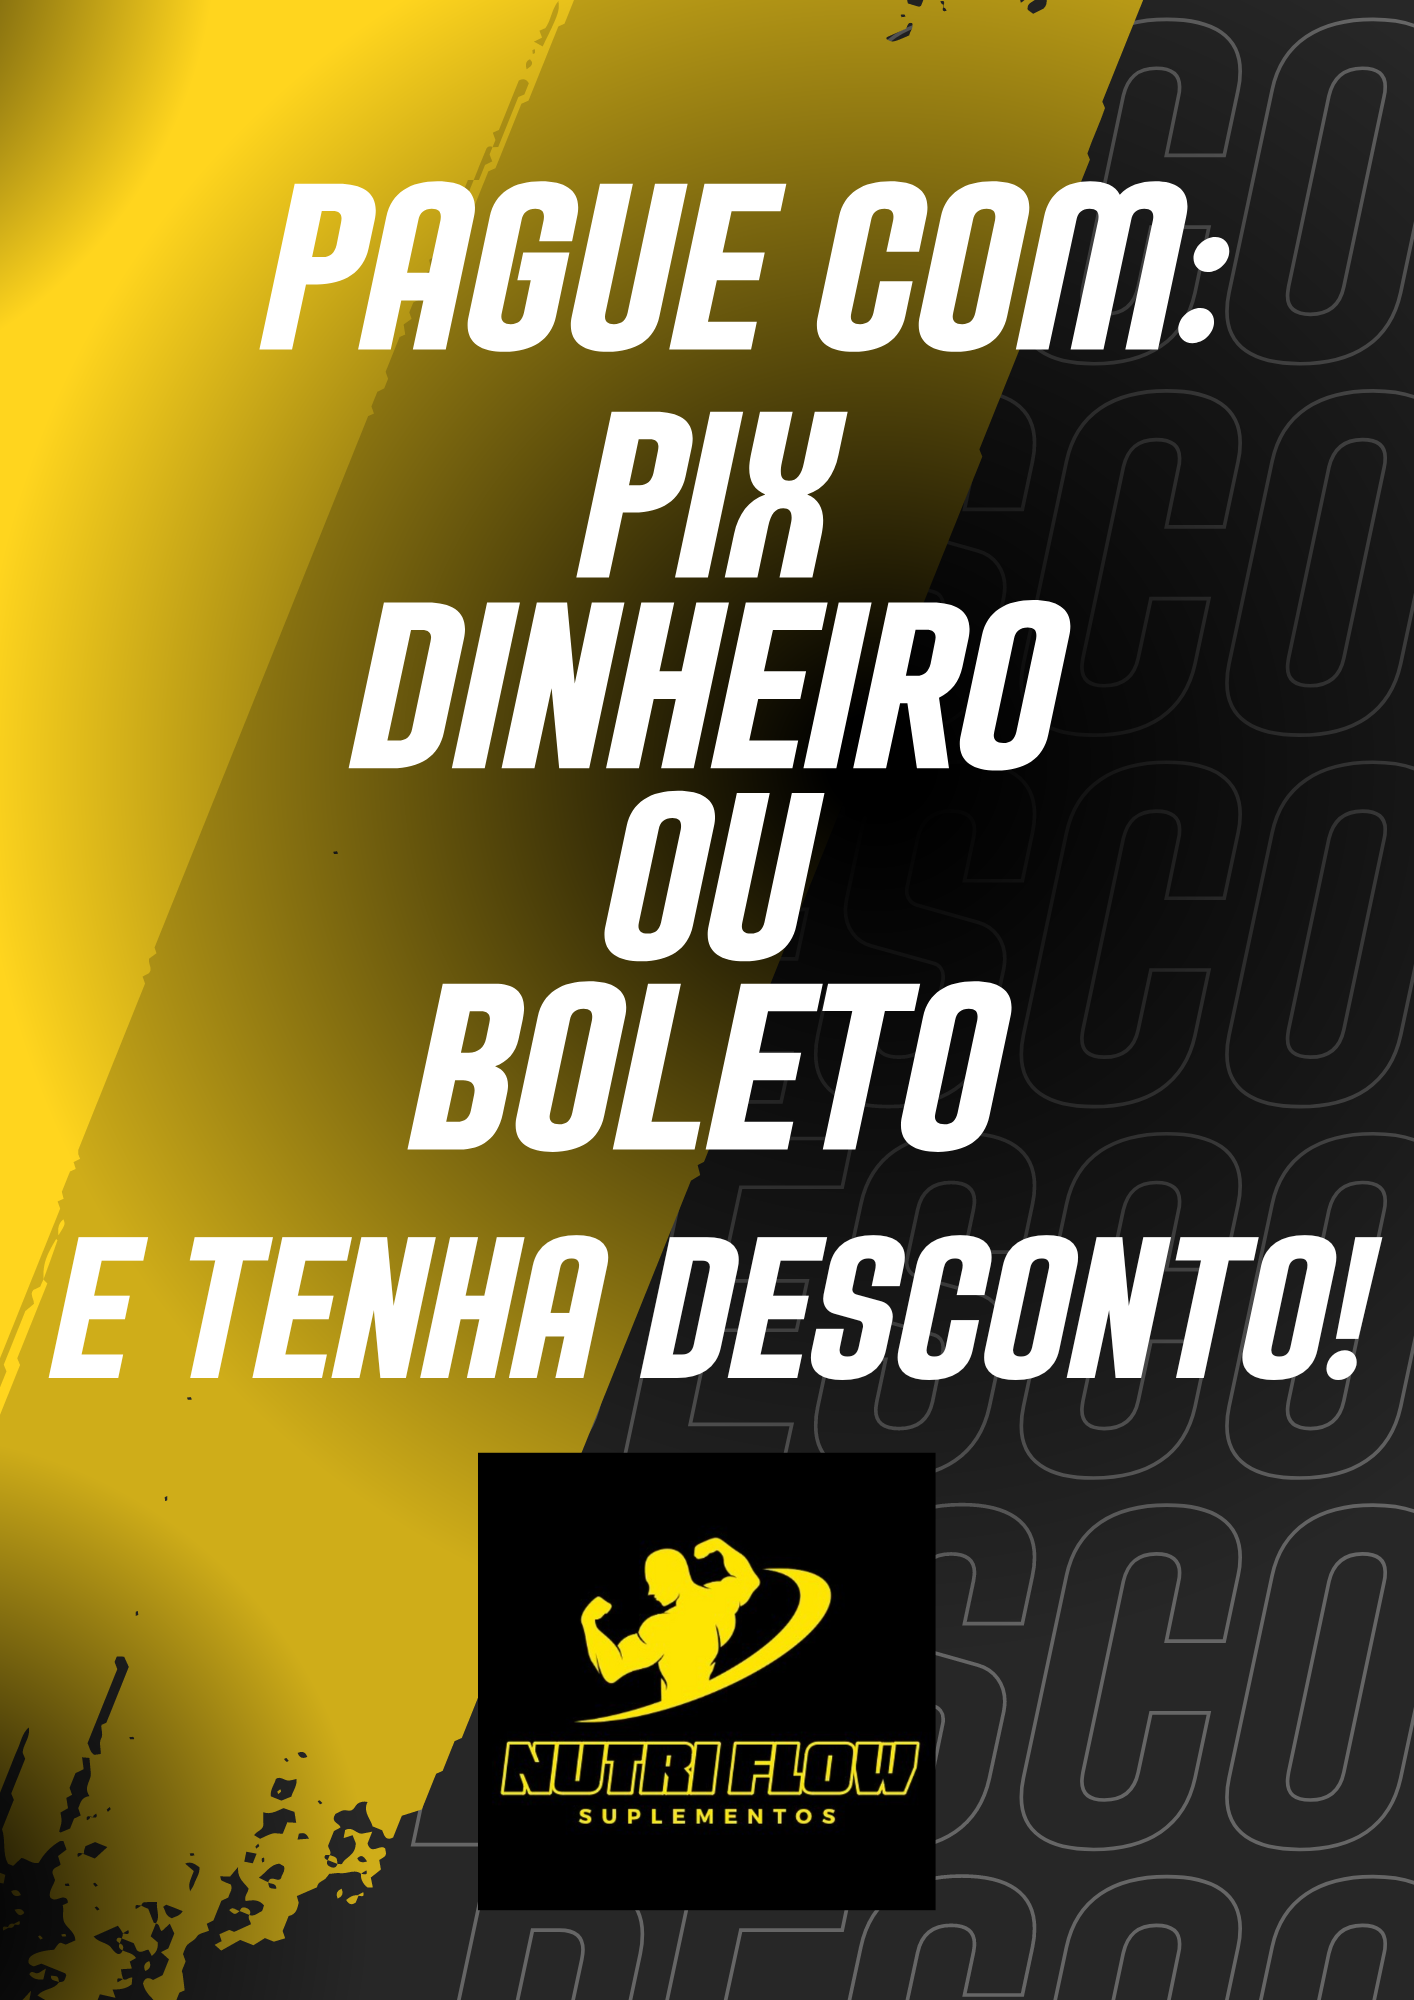 PAGUE COM:
PIX
DINHEIRO
OU
BOLETO
E TENHA DESCONTO!
NUTRI FLOW
SUPLEMENTOS